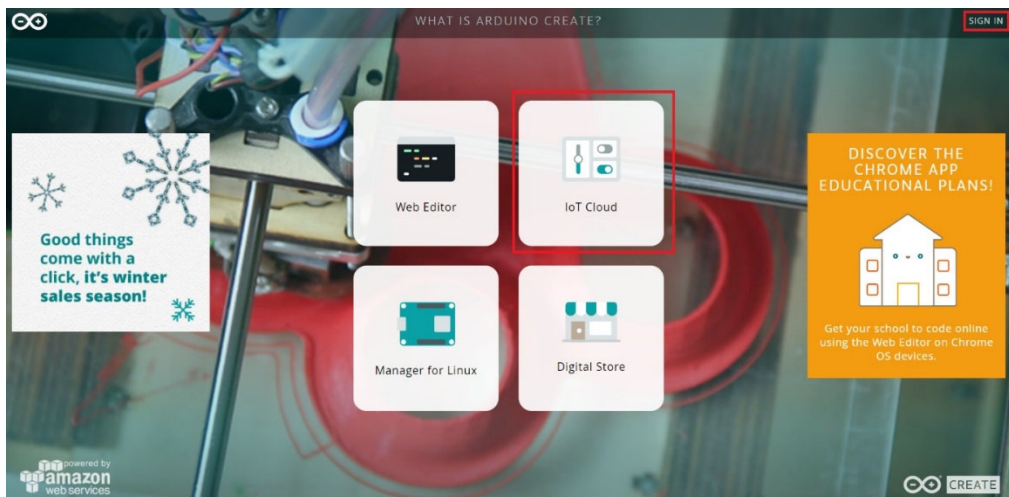 WHAT IS ARDUINO CREATE?
SIGN IN
Good things
come with a
click, it's winter
sales season!
Web Editor
IoT Cloud
Manager for Linux
Digital Store
DISCOVER THE
CHROME APP
EDUCATIONAL PLANS!
Get your school to code online
using the Web Editor on Chrome
OS devices.
powered by
amazon
web services
CREATE